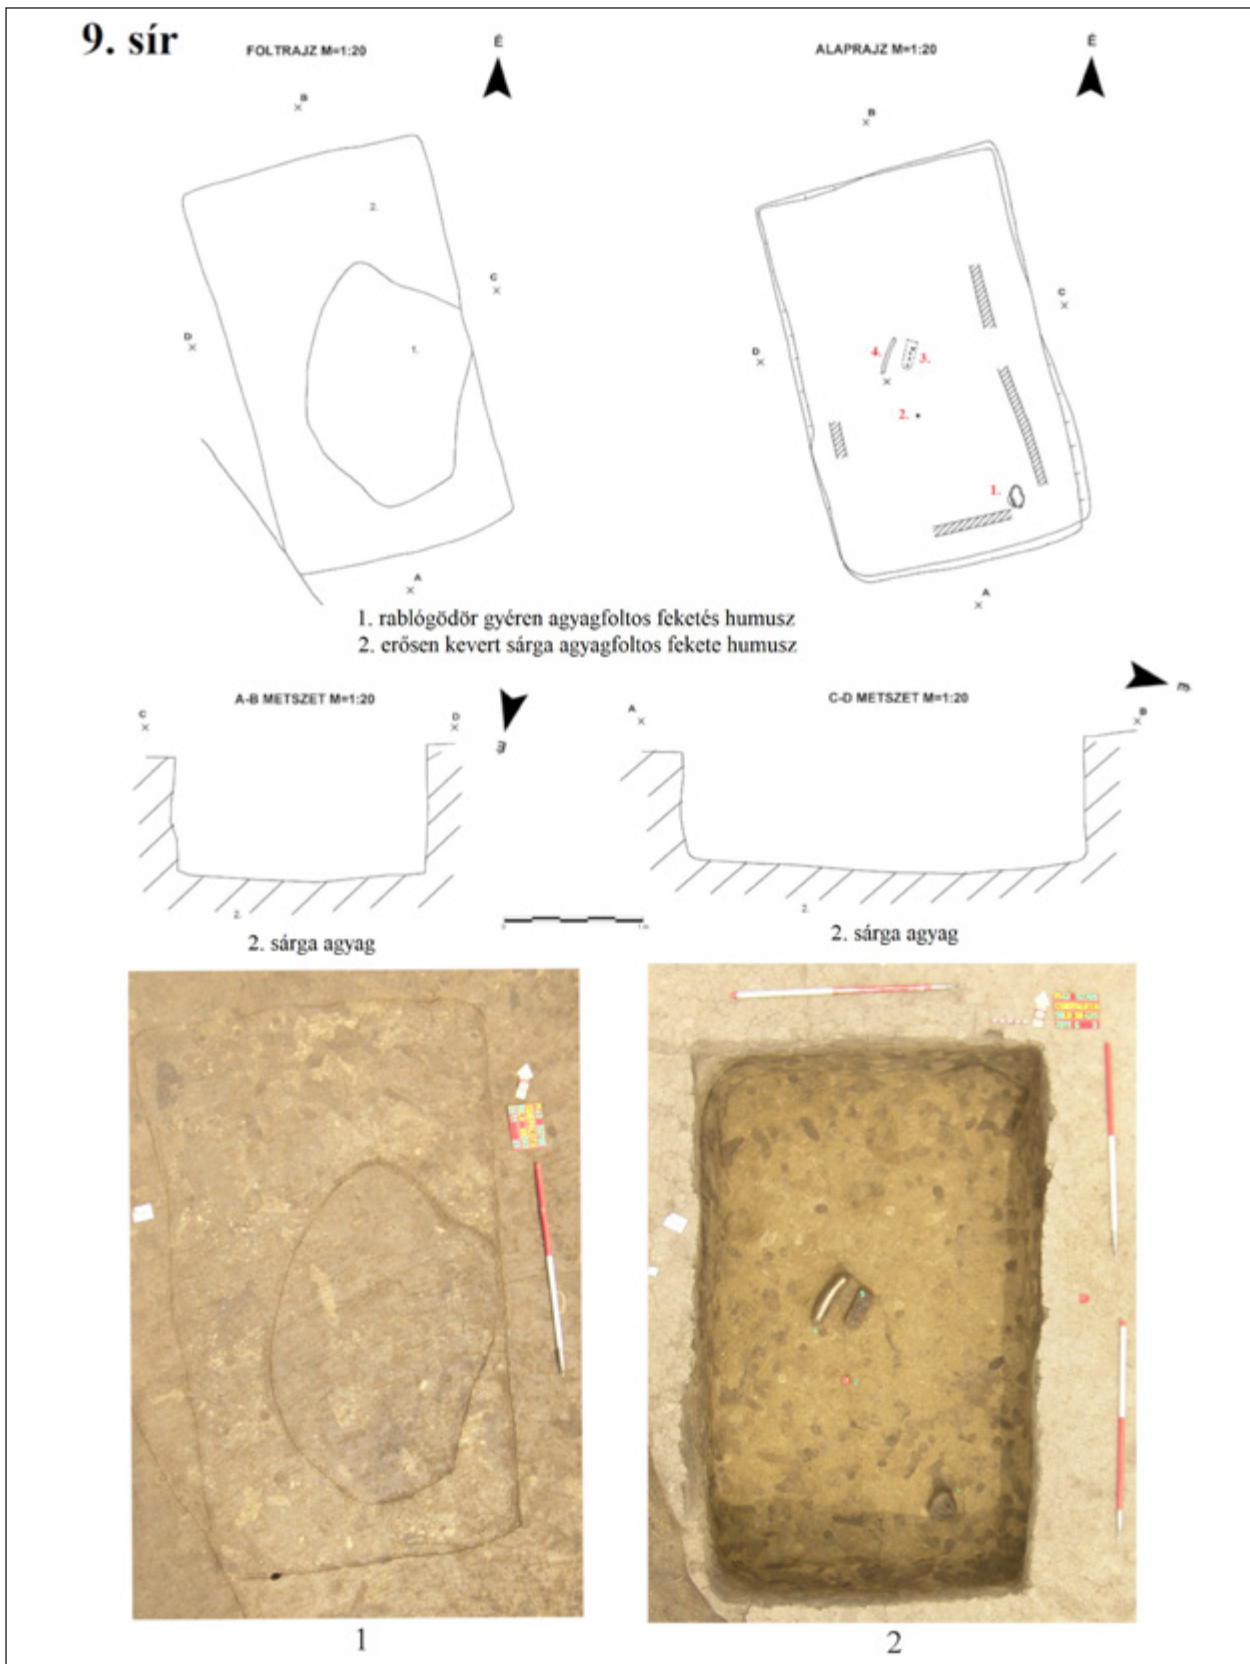 9. sír
FOLTRAJZ M=1:20
É
B
2.
C
D
1.
A
ALAPRAJZ M=1:20
É
B
C
D
4.
3.
2.
1.
A
1. rablógödör gyéren agyagfoltos feketés humusz
2. erősen kevert sárga agyagfoltos fekete humusz
A-B METSZET M=1:20
C
D
É
2.
2. sárga agyag
0
1 m
C-D METSZET M=1:20
A
B
É
2.
2. sárga agyag
1
2